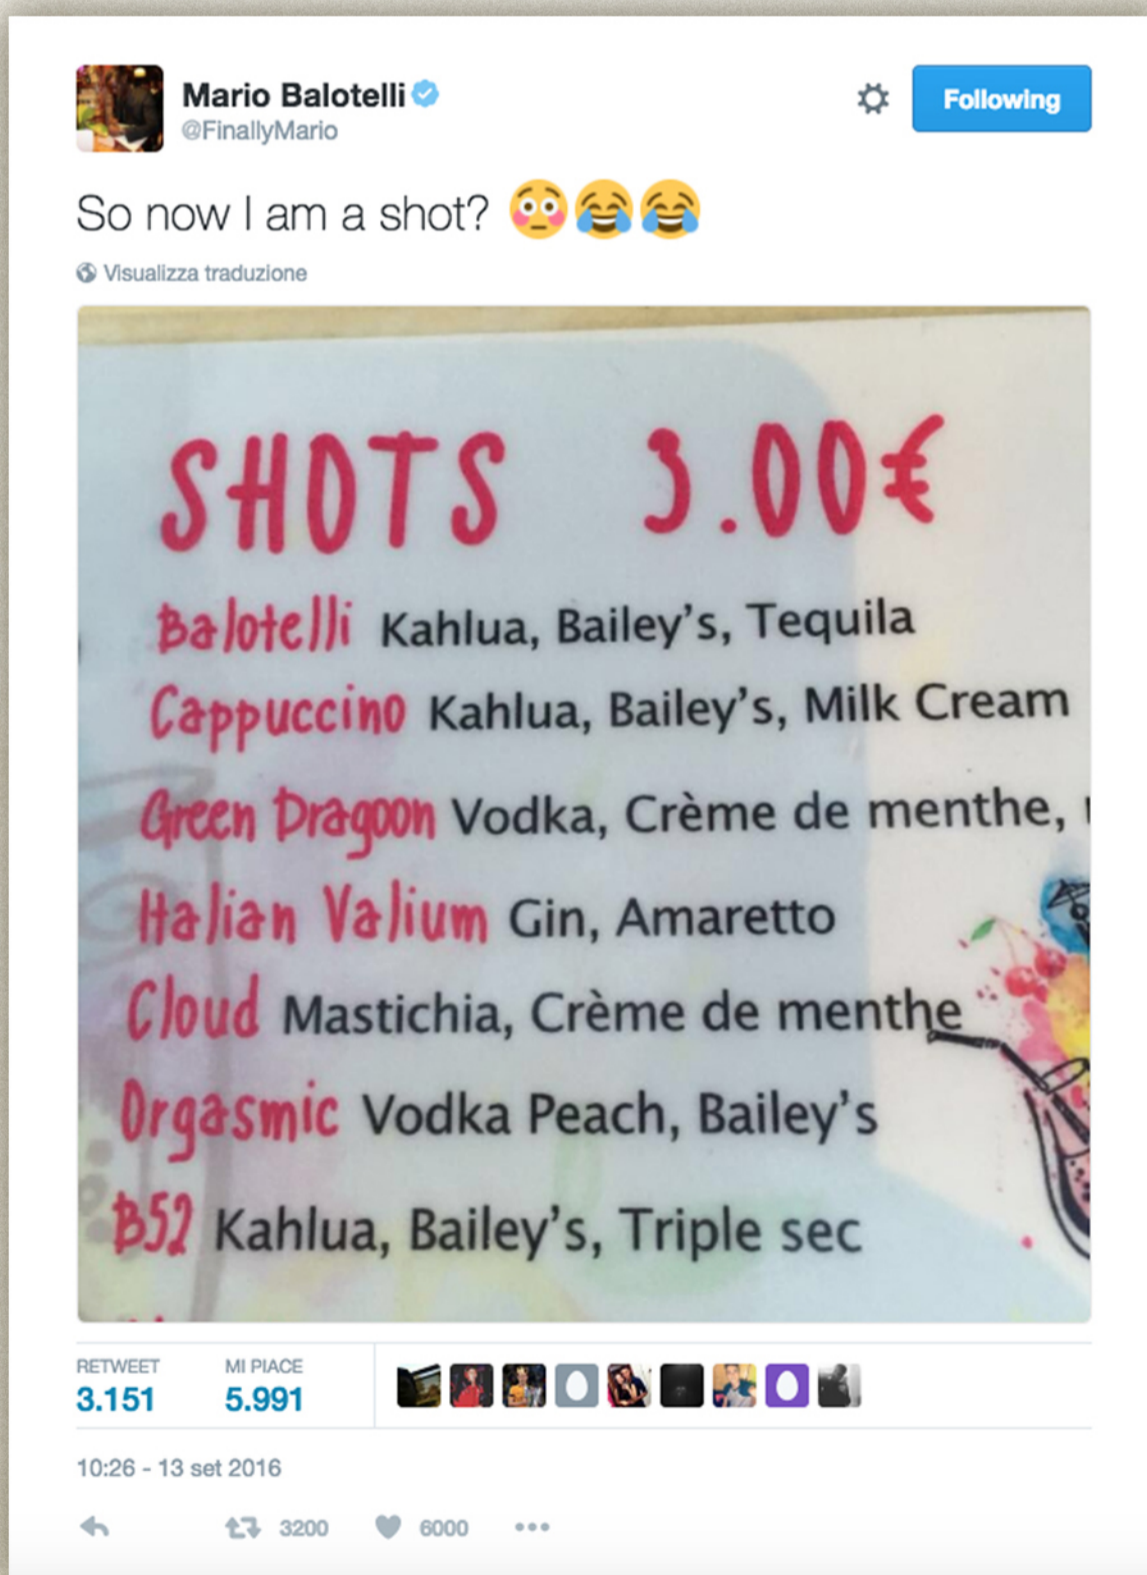 Mario Balotelli
@FinallyMario
Following
So now I am a shot? 😳😂😂
Visualizza traduzione
SHOTS 3.00€
Balotelli Kahlua, Bailey's, Tequila
Cappuccino Kahlua, Bailey's, Milk Cream
Green Dragoon Vodka, Crème de menthe,
Italian Valium Gin, Amaretto
Cloud Mastichia, Crème de menthe
Orgasmic Vodka Peach, Bailey's
B52 Kahlua, Bailey's, Triple sec
RETWEET MI PIACE
3.151 5.991
10:26 - 13 set 2016
3200 6000